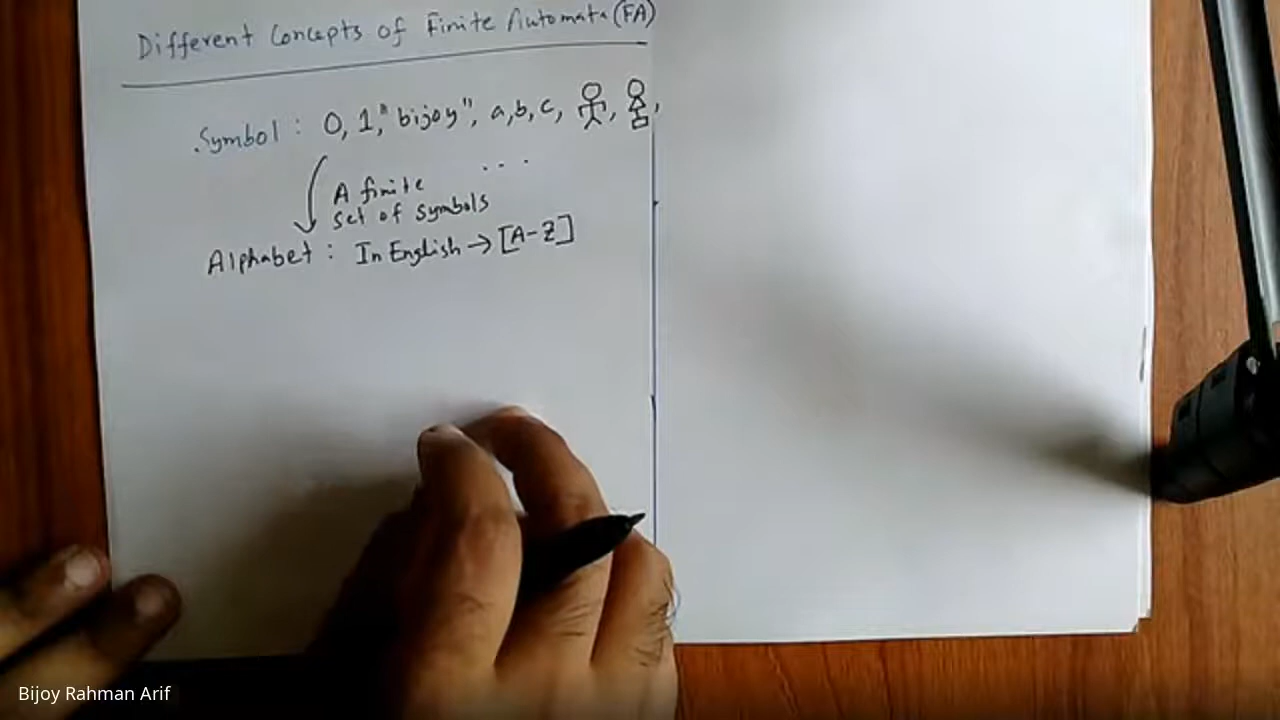 Different Concepts of Finite Automata (FA)
Symbol : 0, 1, "bijoy", a, b, c, , ,
. . .
A finite
set of symbols
Alphabet : In English → [A-Z]
Bijoy Rahman Arif